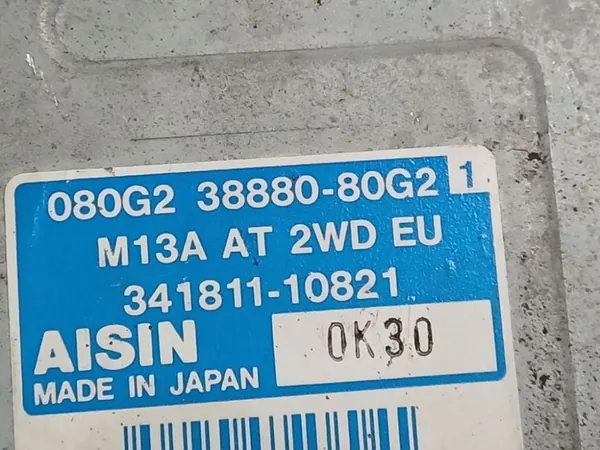 080G2 38880-80G2 1
M13A AT 2WD EU
341811-10821
AISIN 0K30
MADE IN JAPAN